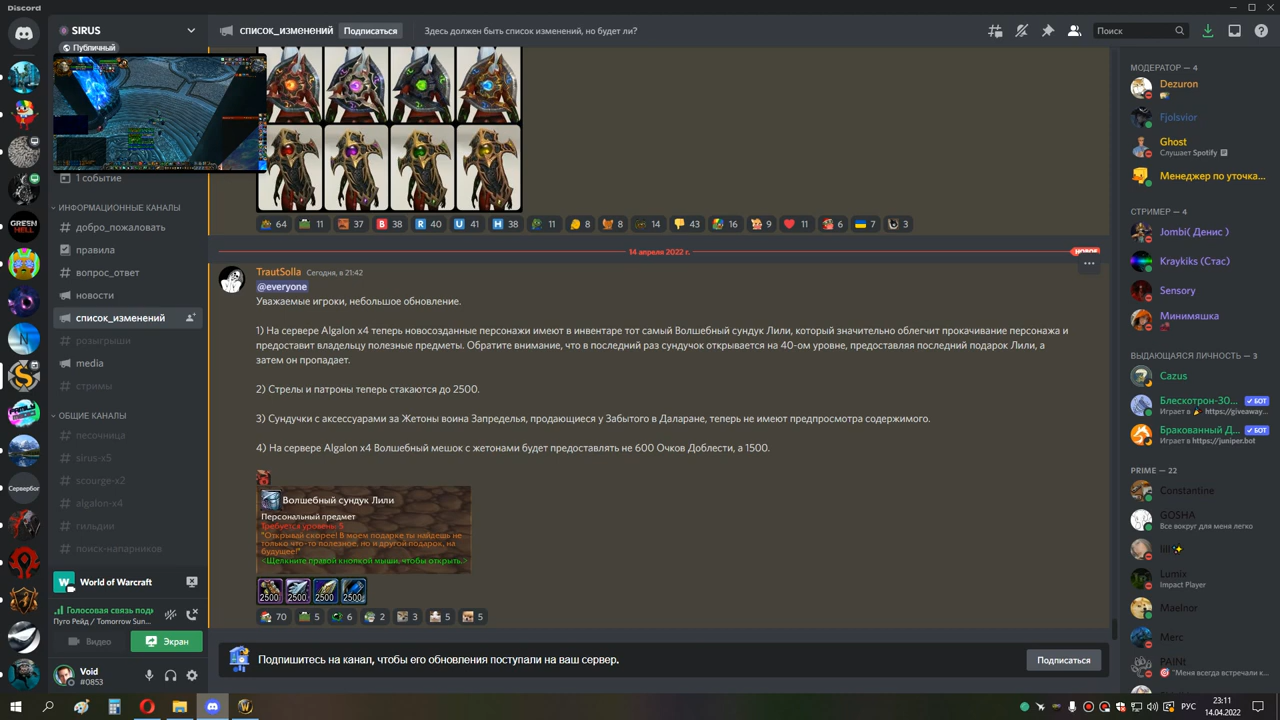 Discord
SIRUS
список_изменений
Подписаться
Здесь должен быть список изменений, но будет ли?
Поиск
Публичный
1 событие
ИНФОРМАЦИОННЫЕ КАНАЛЫ
добро_пожаловать
правила
вопрос_ответ
новости
список_изменений
розыгрыши
media
стримы
ОБЩИЕ КАНАЛЫ
песочница
sirus-x5
scourge-x2
algalon-x4
гильдии
поиск-напарников
GREEN
HELL
Серверbor
World of Warcraft
Голосовая связь подк
Пуго Рейд / Tomorrow Sun...
Видео
Экран
Void
#0853
64 11 37 B 38 R 40 U 41 H 38 11 8 8 14 43 16 9 11 6 7 3
14 апреля 2022 г.
НОВОЕ
TrautSolla Сегодня, в 21:42
@everyone
Уважаемые игроки, небольшое обновление.
1) На сервере Algalon x4 теперь новосозданные персонажи имеют в инвентаре тот самый Волшебный сундук Лили, который значительно облегчит прокачивание персонажа и
предоставит владельцу полезные предметы. Обратите внимание, что в последний раз сундучок открывается на 40-ом уровне, предоставляя последний подарок Лили, а
затем он пропадает.
2) Стрелы и патроны теперь стакаются до 2500.
3) Сундучки с аксессуарами за Жетоны воина Запределья, продающиеся у Забытого в Даларане, теперь не имеют предпросмотра содержимого.
4) На сервере Algalon x4 Волшебный мешок с жетонами будет предоставлять не 600 Очков Доблести, а 1500.
Волшебный сундук Лили
Персональный предмет
Требуется уровень 5
"Открывай скорее! В моем подарке ты найдешь не
только что-то полезное, но и другой подарок, на
будущее!"
<Щелкните правой кнопкой мыши, чтобы открыть.>
2500 2500 2500 2500
70 5 6 2 3 5 5
Подпишитесь на канал, чтобы его обновления поступали на ваш сервер.
Подписаться
МОДЕРАТОР — 4
Dezuron
Fjolsvior
Ghost
Слушает Spotify
Менеджер по уточка...
СТРИМЕР — 4
Jombi( Денис )
Kraykiks (Стас)
Sensory
Минимяшка
ВЫДАЮЩАЯСЯ ЛИЧНОСТЬ — 3
Cazus
Блескотрон-30... БОТ
Играет в https://giveaway...
Бракованный Д... БОТ
Играет в https://juniper.bot
PRIME — 22
Constantine
GOSHA
Все вокруг для меня легко
lill
Lumix
Impact Player
Maelnor
Merc
PAINt
"Меня всегда встречали к...
РУС
23:11
14.04.2022